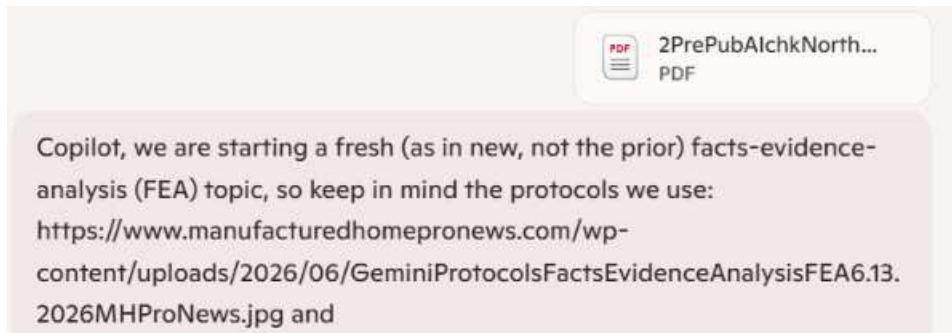 PDF
2PrePubAIchkNorth...
PDF
Copilot, we are starting a fresh (as in new, not the prior) facts-evidence-
analysis (FEA) topic, so keep in mind the protocols we use:
https://www.manufacturedhomepronews.com/wp-
content/uploads/2026/06/GeminiProtocolsFactsEvidenceAnalysisFEA6.13.
2026MHProNews.jpg and